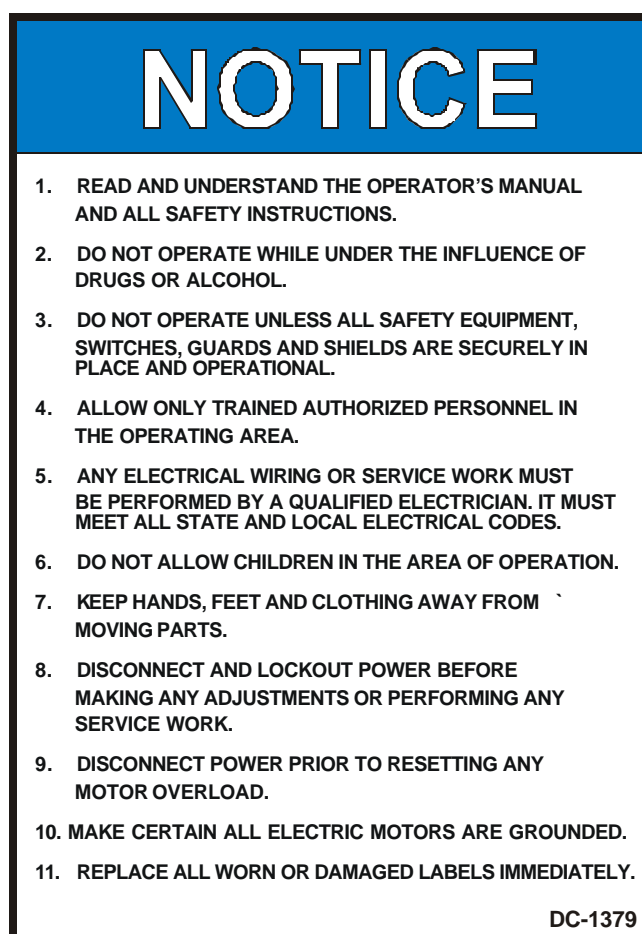 NOTICE
1. READ AND UNDERSTAND THE OPERATOR’S MANUAL
AND ALL SAFETY INSTRUCTIONS.
2. DO NOT OPERATE WHILE UNDER THE INFLUENCE OF
DRUGS OR ALCOHOL.
3. DO NOT OPERATE UNLESS ALL SAFETY EQUIPMENT,
SWITCHES, GUARDS AND SHIELDS ARE SECURELY IN
PLACE AND OPERATIONAL.
4. ALLOW ONLY TRAINED AUTHORIZED PERSONNEL IN
THE OPERATING AREA.
5. ANY ELECTRICAL WIRING OR SERVICE WORK MUST
BE PERFORMED BY A QUALIFIED ELECTRICIAN. IT MUST
MEET ALL STATE AND LOCAL ELECTRICAL CODES.
6. DO NOT ALLOW CHILDREN IN THE AREA OF OPERATION.
7. KEEP HANDS, FEET AND CLOTHING AWAY FROM `
MOVING PARTS.
8. DISCONNECT AND LOCKOUT POWER BEFORE
MAKING ANY ADJUSTMENTS OR PERFORMING ANY
SERVICE WORK.
9. DISCONNECT POWER PRIOR TO RESETTING ANY
MOTOR OVERLOAD.
10. MAKE CERTAIN ALL ELECTRIC MOTORS ARE GROUNDED.
11. REPLACE ALL WORN OR DAMAGED LABELS IMMEDIATELY.
DC-1379